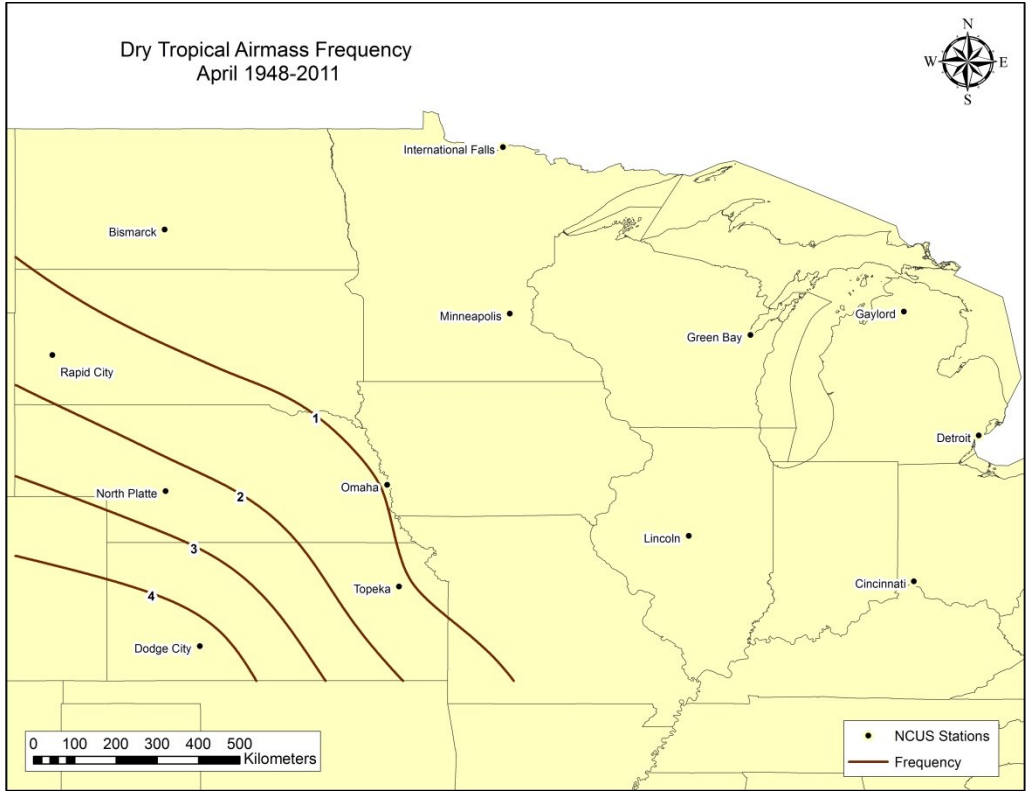 Dry Tropical Airmass Frequency
April 1948-2011
N
W E
S
International Falls
Bismarck
Minneapolis
Gaylord
Green Bay
Rapid City
1
Detroit
Omaha
North Platte
2
Lincoln
3
Cincinnati
Topeka
4
Dodge City
0 100 200 300 400 500
Kilometers
NCUS Stations
Frequency